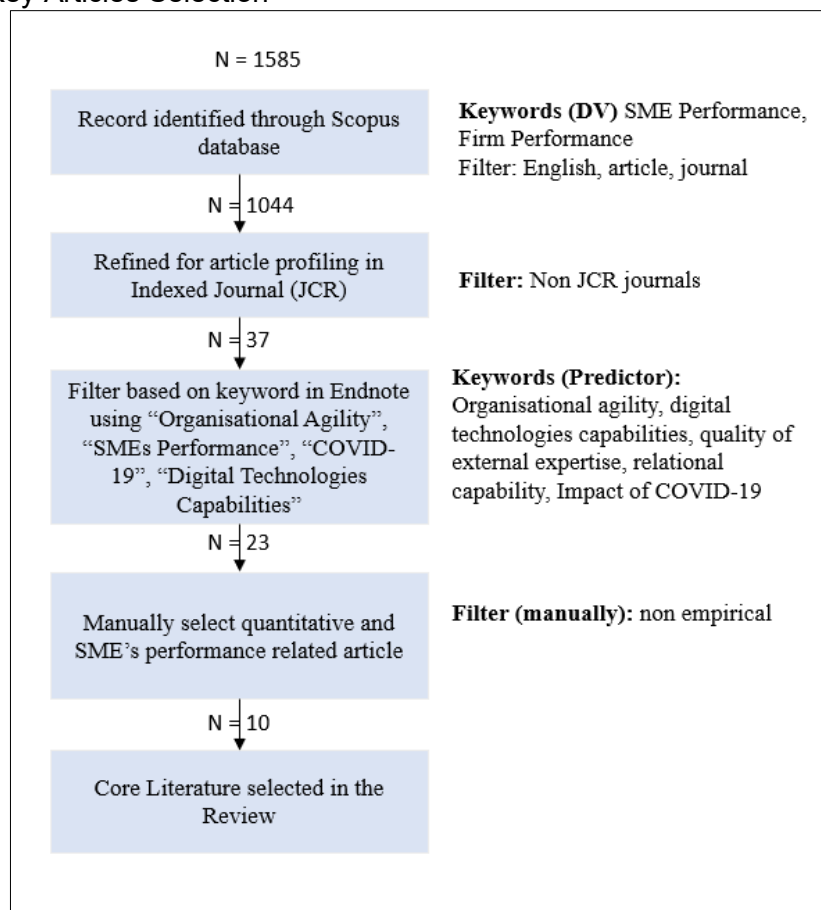 Key Articles Selection
N = 1585
Record identified through Scopus
database
Keywords (DV) SME Performance,
Firm Performance
Filter: English, article, journal
N = 1044
Refined for article profiling in
Indexed Journal (JCR)
Filter: Non JCR journals
N = 37
Filter based on keyword in Endnote
using “Organisational Agility”,
“SMEs Performance”, “COVID-
19”, “Digital Technologies
Capabilities”
Keywords (Predictor):
Organisational agility, digital
technologies capabilities, quality of
external expertise, relational
capability, Impact of COVID-19
N = 23
Manually select quantitative and
SME’s performance related article
Filter (manually): non empirical
N = 10
Core Literature selected in the
Review